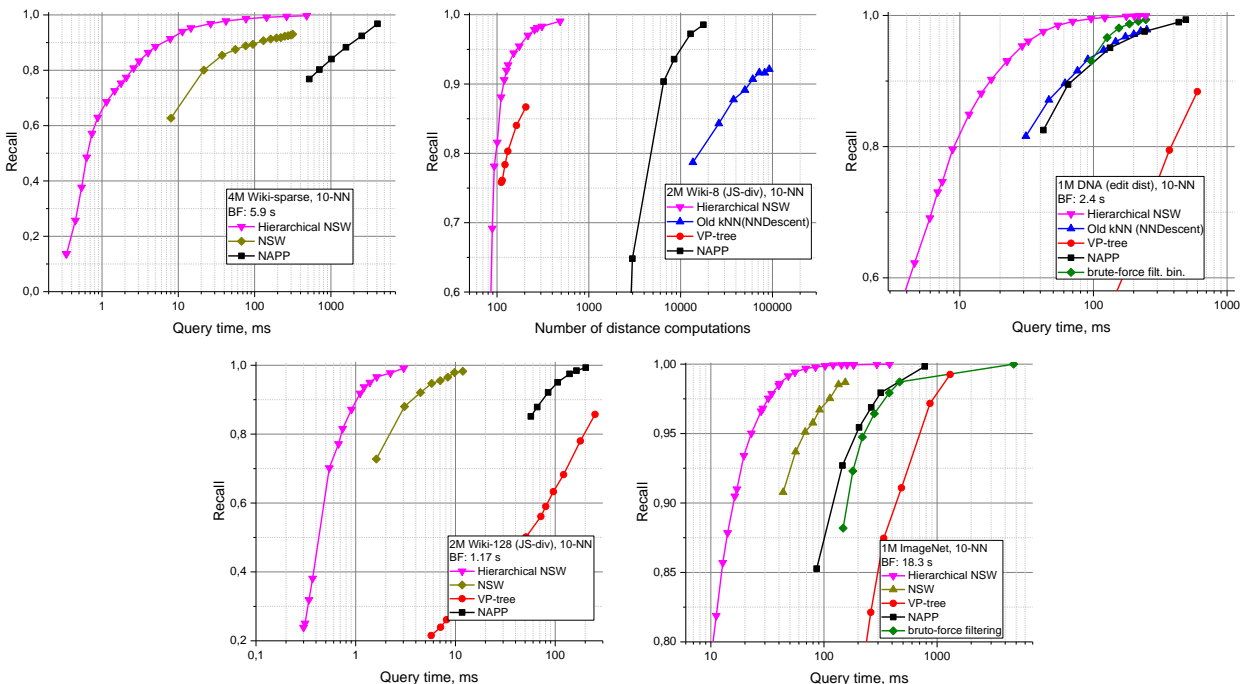 1,0
0,8
0,6
0,4
0,2
0,0
Recall
1
10
100
1000
Query time, ms
4M Wiki-sparse, 10-NN
BF: 5.9 s
Hierarchical NSW
NSW
NAPP
1,0
0,9
0,8
0,7
0,6
Recall
100
1000
10000
100000
Number of distance computations
2M Wiki-8 (JS-div), 10-NN
Hierarchical NSW
Old kNN(NNDescent)
VP-tree
NAPP
1,0
0,8
0,6
Recall
10
100
1000
Query time, ms
1M DNA (edit dist), 10-NN
BF: 2.4 s
Hierarchical NSW
Old kNN (NNDescent)
VP-tree
NAPP
brute-force filt. bin.
1,0
0,8
0,6
0,4
0,2
Recall
0,1
1
10
100
Query time, ms
2M Wiki-128 (JS-div), 10-NN
BF: 1.17 s
Hierarchical NSW
NSW
VP-tree
NAPP
1,00
0,95
0,90
0,85
0,80
Recall
10
100
1000
Query time, ms
1M ImageNet, 10-NN
BF: 18.3 s
Hierarchical NSW
NSW
VP-tree
NAPP
bruto-force filtering